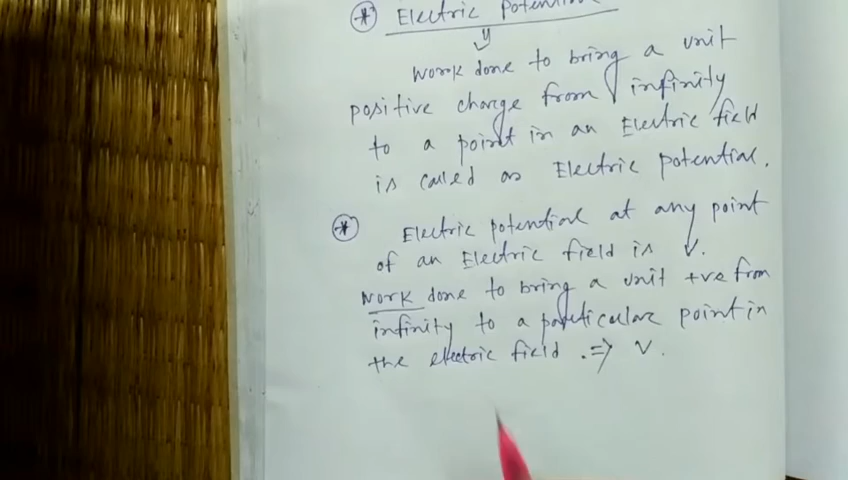 * Electric Potential
Work done to bring a unit
positive charge from infinity
to a point in an Electric field
is called as Electric potential.
* Electric potential at any point
of an Electric field is V.
Work done to bring a unit +ve from
infinity to a particular point in
the electric field . ⇒ V.